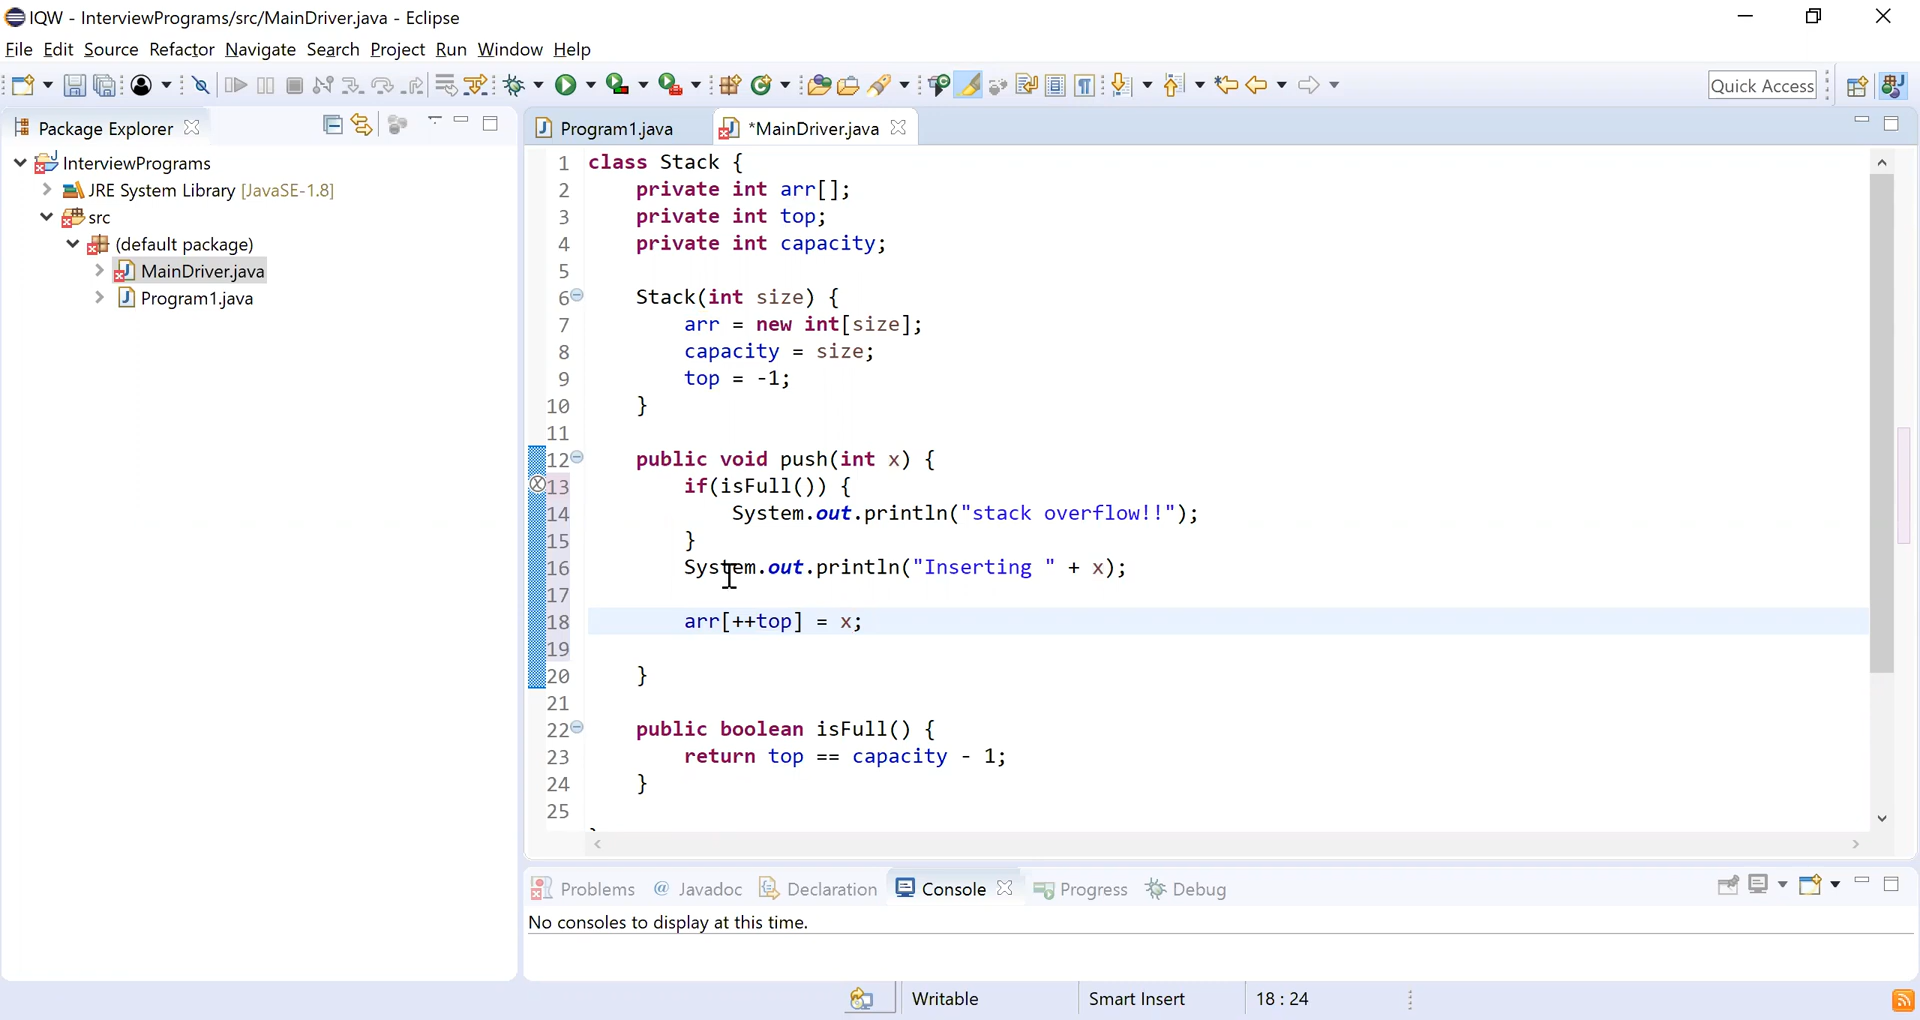 IQW - InterviewPrograms/src/MainDriver.java - Eclipse
File Edit Source Refactor Navigate Search Project Run Window Help
Quick Access
Package Explorer
InterviewPrograms
JRE System Library [JavaSE-1.8]
src
(default package)
MainDriver.java
Program1.java
Program1.java *MainDriver.java
1 class Stack {
2 private int arr[];
3 private int top;
4 private int capacity;
5
6 Stack(int size) {
7 arr = new int[size];
8 capacity = size;
9 top = -1;
10 }
11
12 public void push(int x) {
13 if(isFull()) {
14 System.out.println("stack overflow!!");
15 }
16 System.out.println("Inserting " + x);
17
18 arr[++top] = x;
19
20 }
21
22 public boolean isFull() {
23 return top == capacity - 1;
24 }
25
Problems @ Javadoc Declaration Console Progress Debug
No consoles to display at this time.
Writable Smart Insert 18 : 24